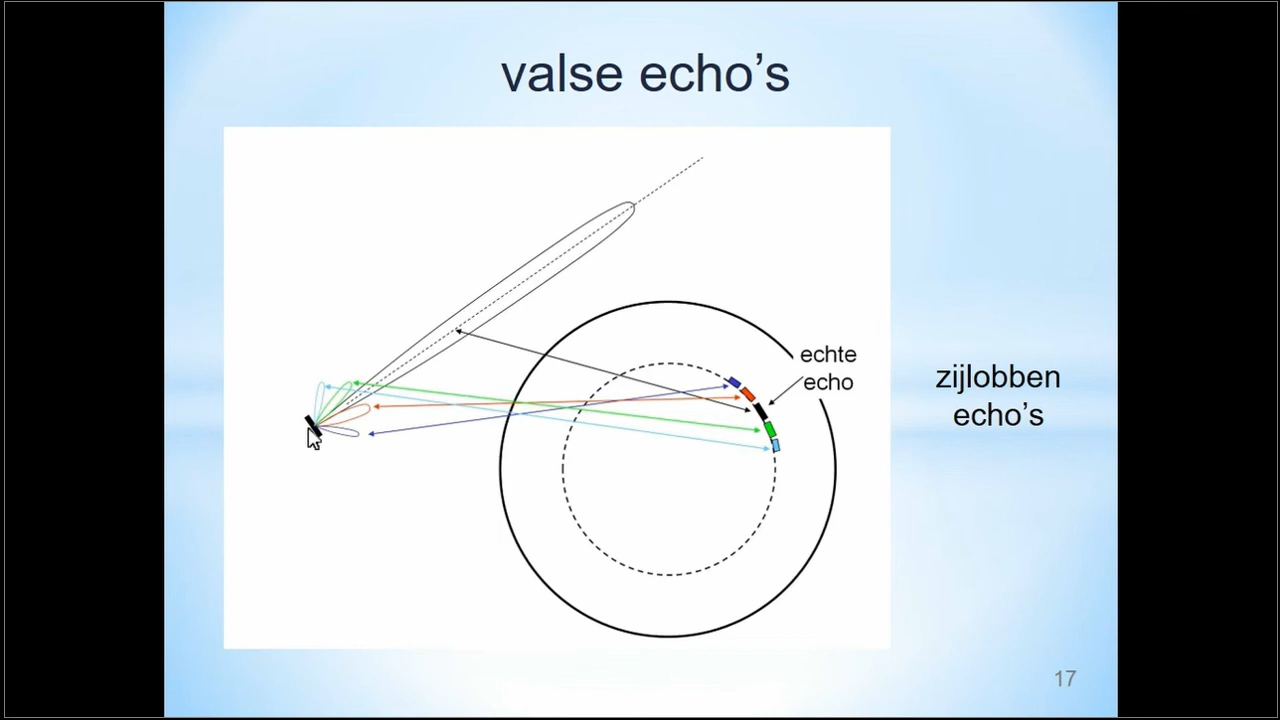 valse echo’s
echte
echo
zijlobben
echo’s
17